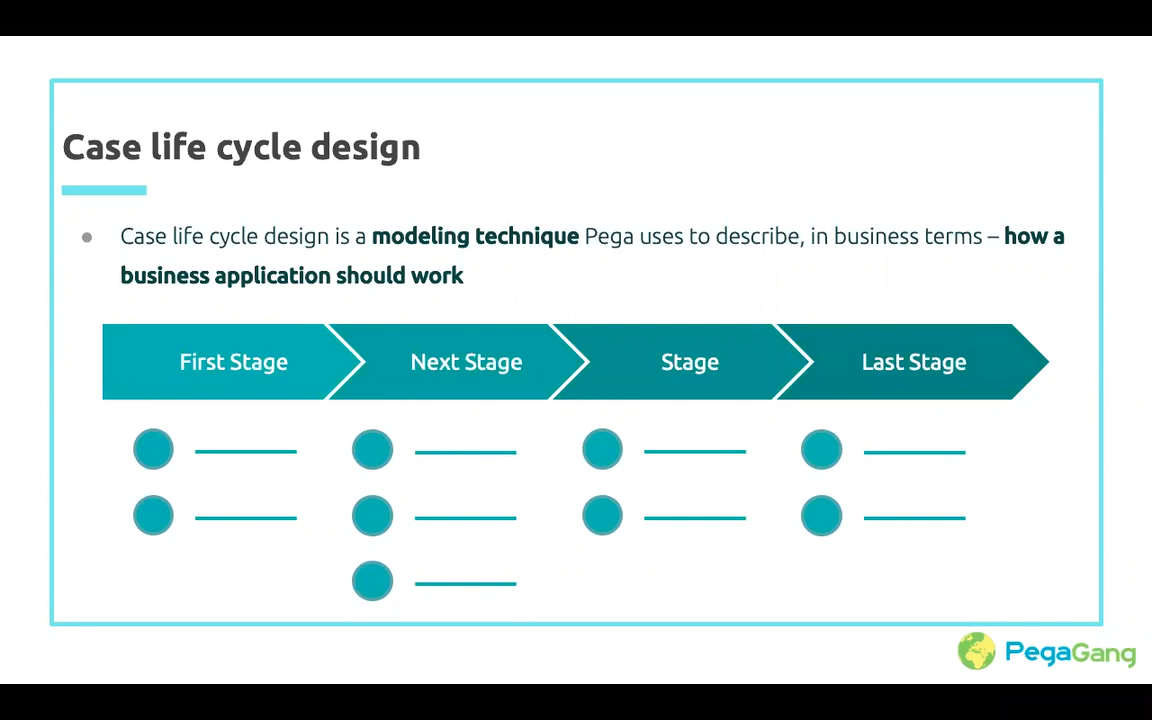 Case life cycle design
Case life cycle design is a modeling technique Pega uses to describe, in business terms – how a
business application should work
First Stage
Next Stage
Stage
Last Stage
PegaGang